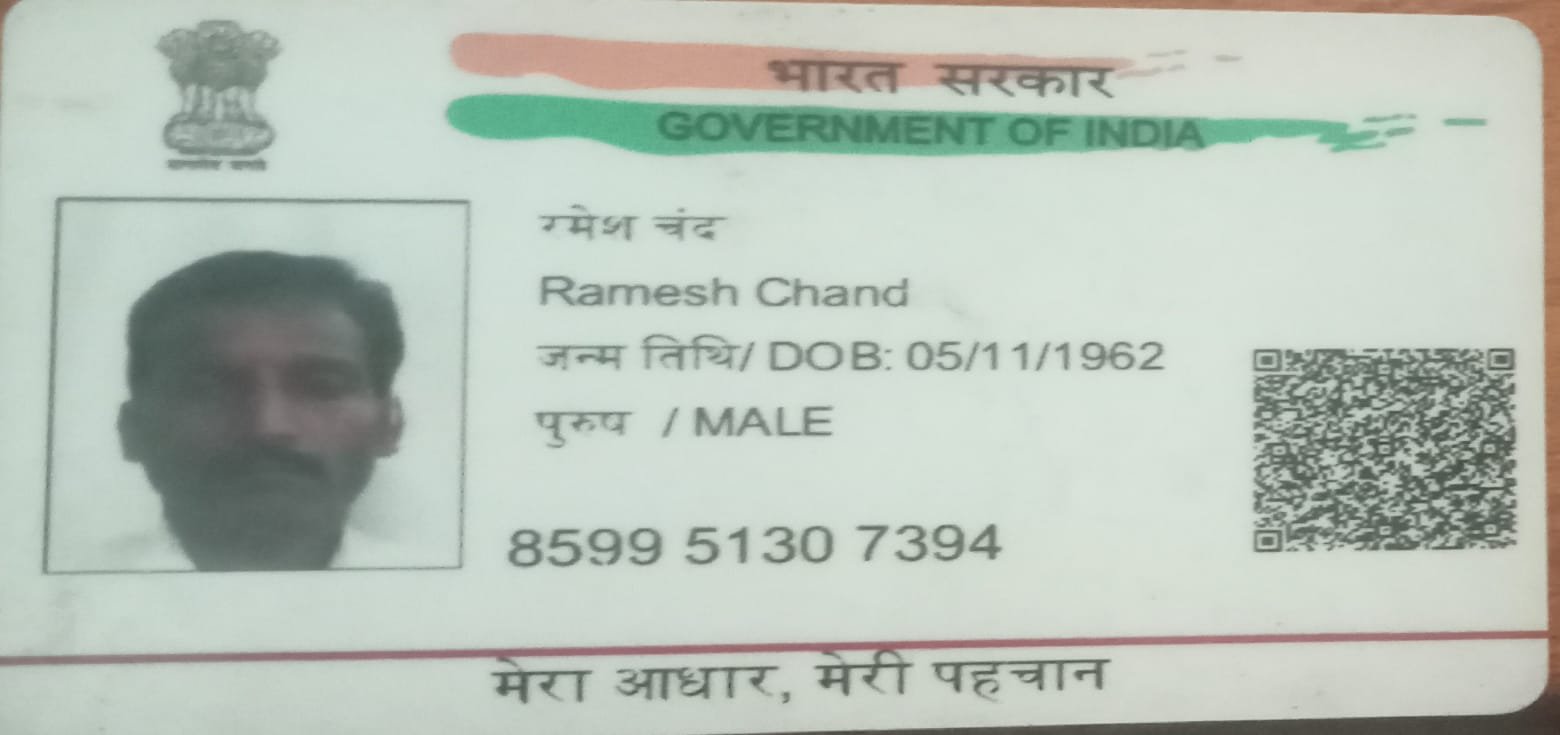 भारत सरकार
GOVERNMENT OF INDIA
रमेश चंद
Ramesh Chand
जन्म तिथि/ DOB: 05/11/1962
पुरुष / MALE
8599 5130 7394
मेरा आधार, मेरी पहचान